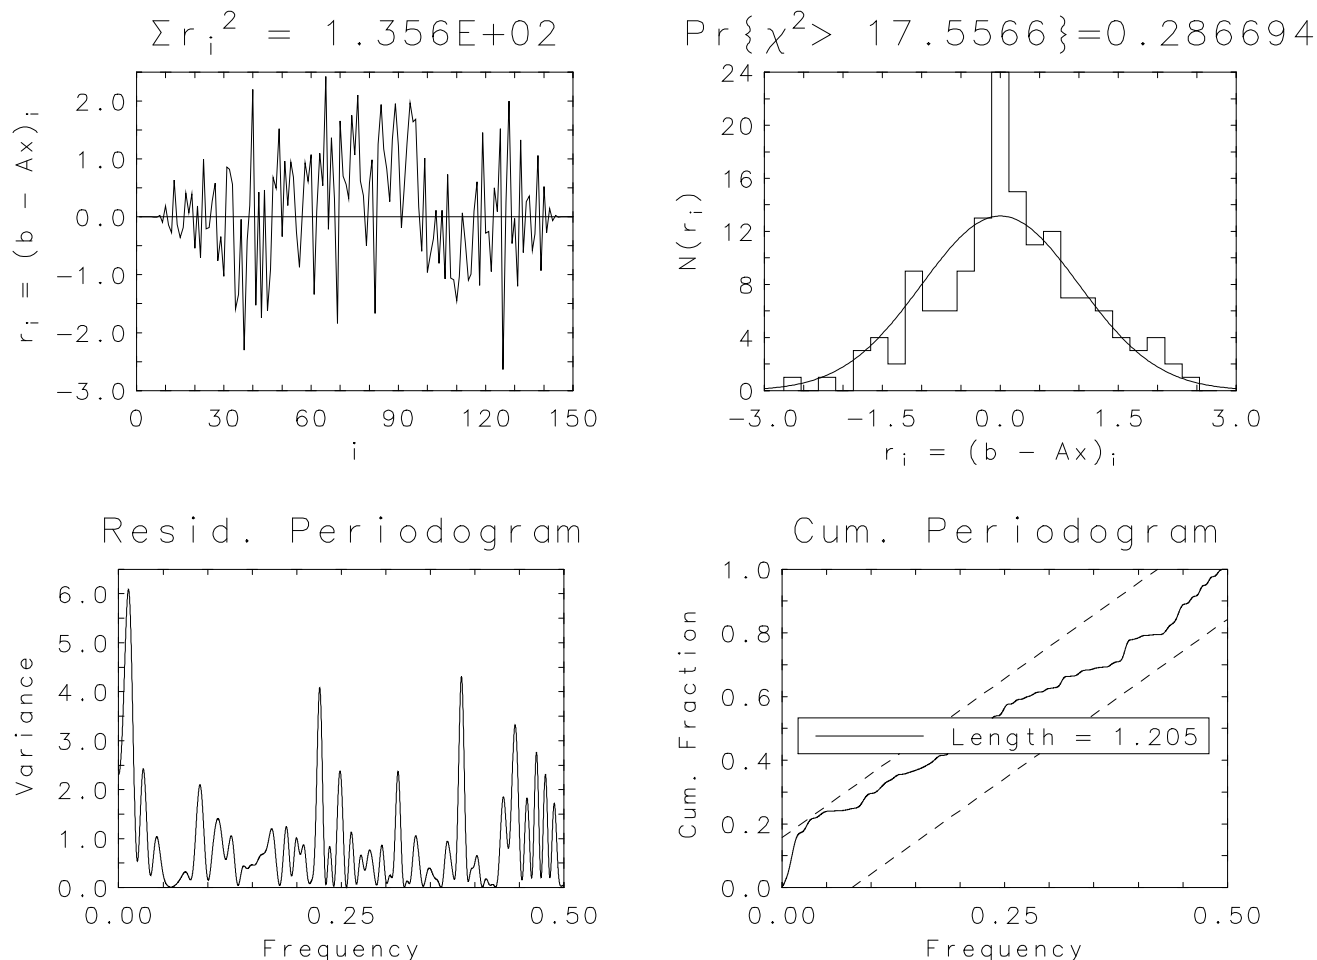 Σr_i² = 1.356E+02
r_i = (b − Ax)_i
2.0
1.0
0.0
−1.0
−2.0
−3.0
0 30 60 90 120 150
i
Pr{χ²> 17.5566}=0.286694
N(r_i)
24
20
16
12
8
4
0
−3.0 −1.5 0.0 1.5 3.0
r_i = (b − Ax)_i
Resid. Periodogram
Variance
6.0
5.0
4.0
3.0
2.0
1.0
0.0
0.00 0.25 0.50
Frequency
Cum. Periodogram
Cum. Fraction
1.0
0.8
0.6
0.4
0.2
0.0
Length = 1.205
0.00 0.25 0.50
Frequency